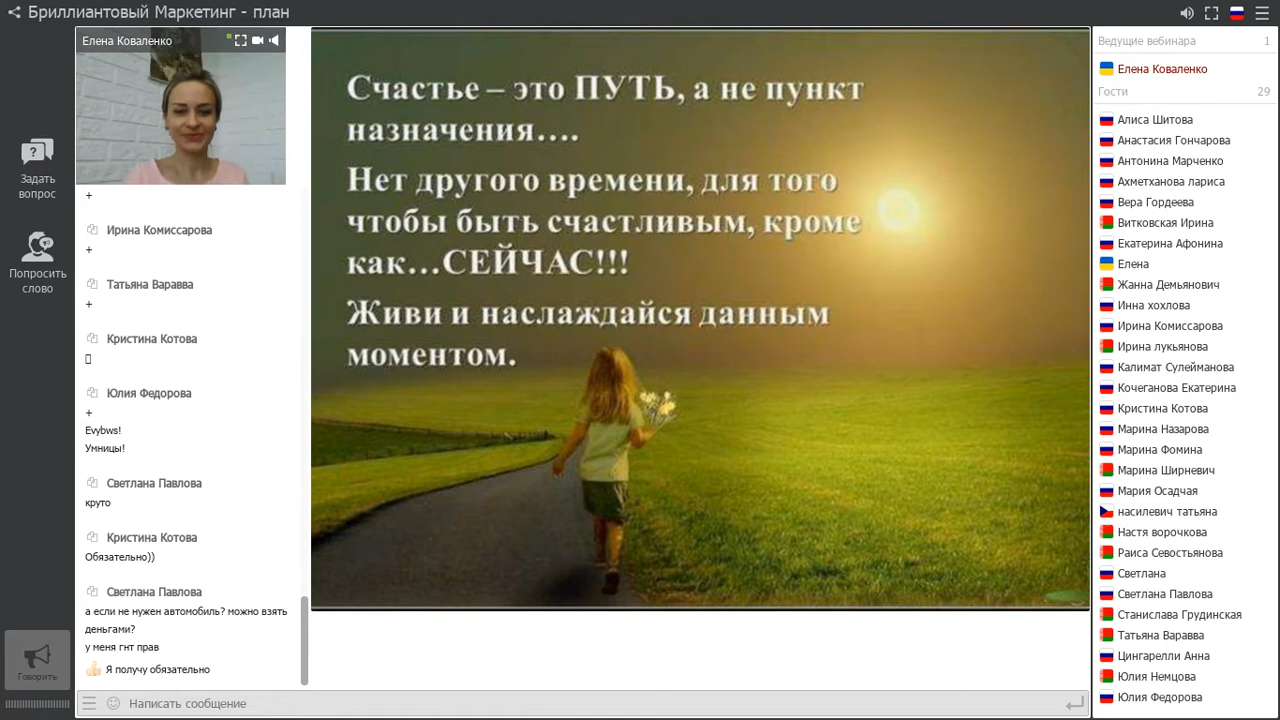 Бриллиантовый Маркетинг - план
Задать
вопрос
Попросить
слово
Говорить
Елена Коваленко
+
Ирина Комиссарова
+
Татьяна Варавва
+
Кристина Котова
Юлия Федорова
+
Evybws!
Умницы!
Светлана Павлова
круто
Кристина Котова
Обязательно))
Светлана Павлова
а если не нужен автомобиль? можно взять
деньгами?
у меня гнт прав
Я получу обязательно
Написать сообщение
Счастье – это ПУТЬ, а не пункт
назначения….
Нет другого времени, для того
чтобы быть счастливым, кроме
как…СЕЙЧАС!!!
Живи и наслаждайся данным
моментом.
Ведущие вебинара 1
Елена Коваленко
Гости 29
Алиса Шитова
Анастасия Гончарова
Антонина Марченко
Ахметханова лариса
Вера Гордеева
Витковская Ирина
Екатерина Афонина
Елена
Жанна Демьянович
Инна хохлова
Ирина Комиссарова
Ирина лукьянова
Калимат Сулейманова
Кочеганова Екатерина
Кристина Котова
Марина Назарова
Марина Фомина
Марина Ширневич
Мария Осадчая
насилевич татьяна
Настя ворочкова
Раиса Севостьянова
Светлана
Светлана Павлова
Станислава Грудинская
Татьяна Варавва
Цингарелли Анна
Юлия Немцова
Юлия Федорова